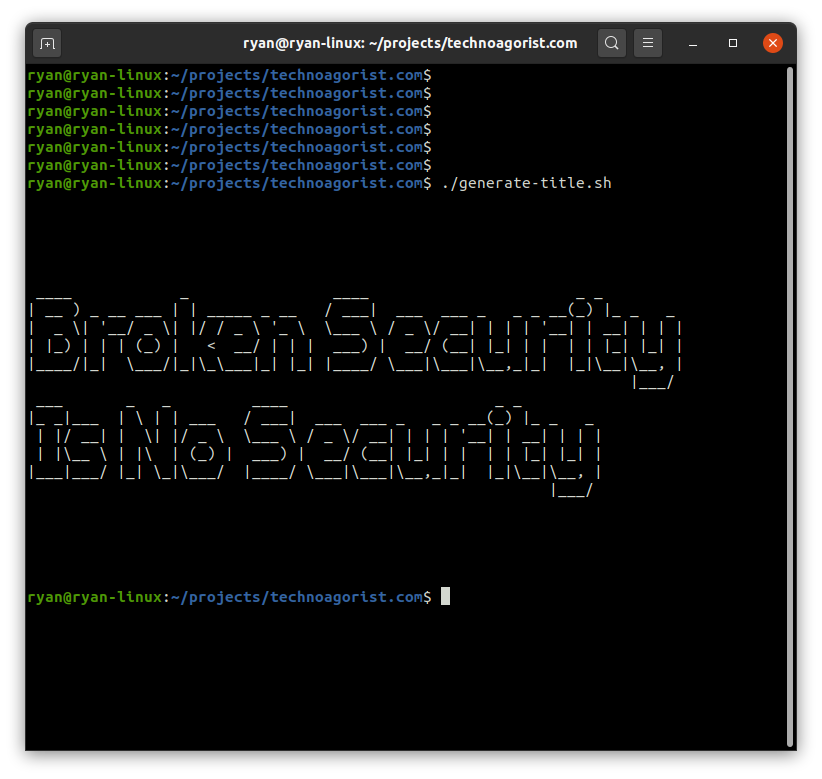 ryan@ryan-linux: ~/projects/technoagorist.com
ryan@ryan-linux:~/projects/technoagorist.com$
ryan@ryan-linux:~/projects/technoagorist.com$
ryan@ryan-linux:~/projects/technoagorist.com$
ryan@ryan-linux:~/projects/technoagorist.com$
ryan@ryan-linux:~/projects/technoagorist.com$
ryan@ryan-linux:~/projects/technoagorist.com$
ryan@ryan-linux:~/projects/technoagorist.com$ ./generate-title.sh
Broken Security
Is No Security
ryan@ryan-linux:~/projects/technoagorist.com$